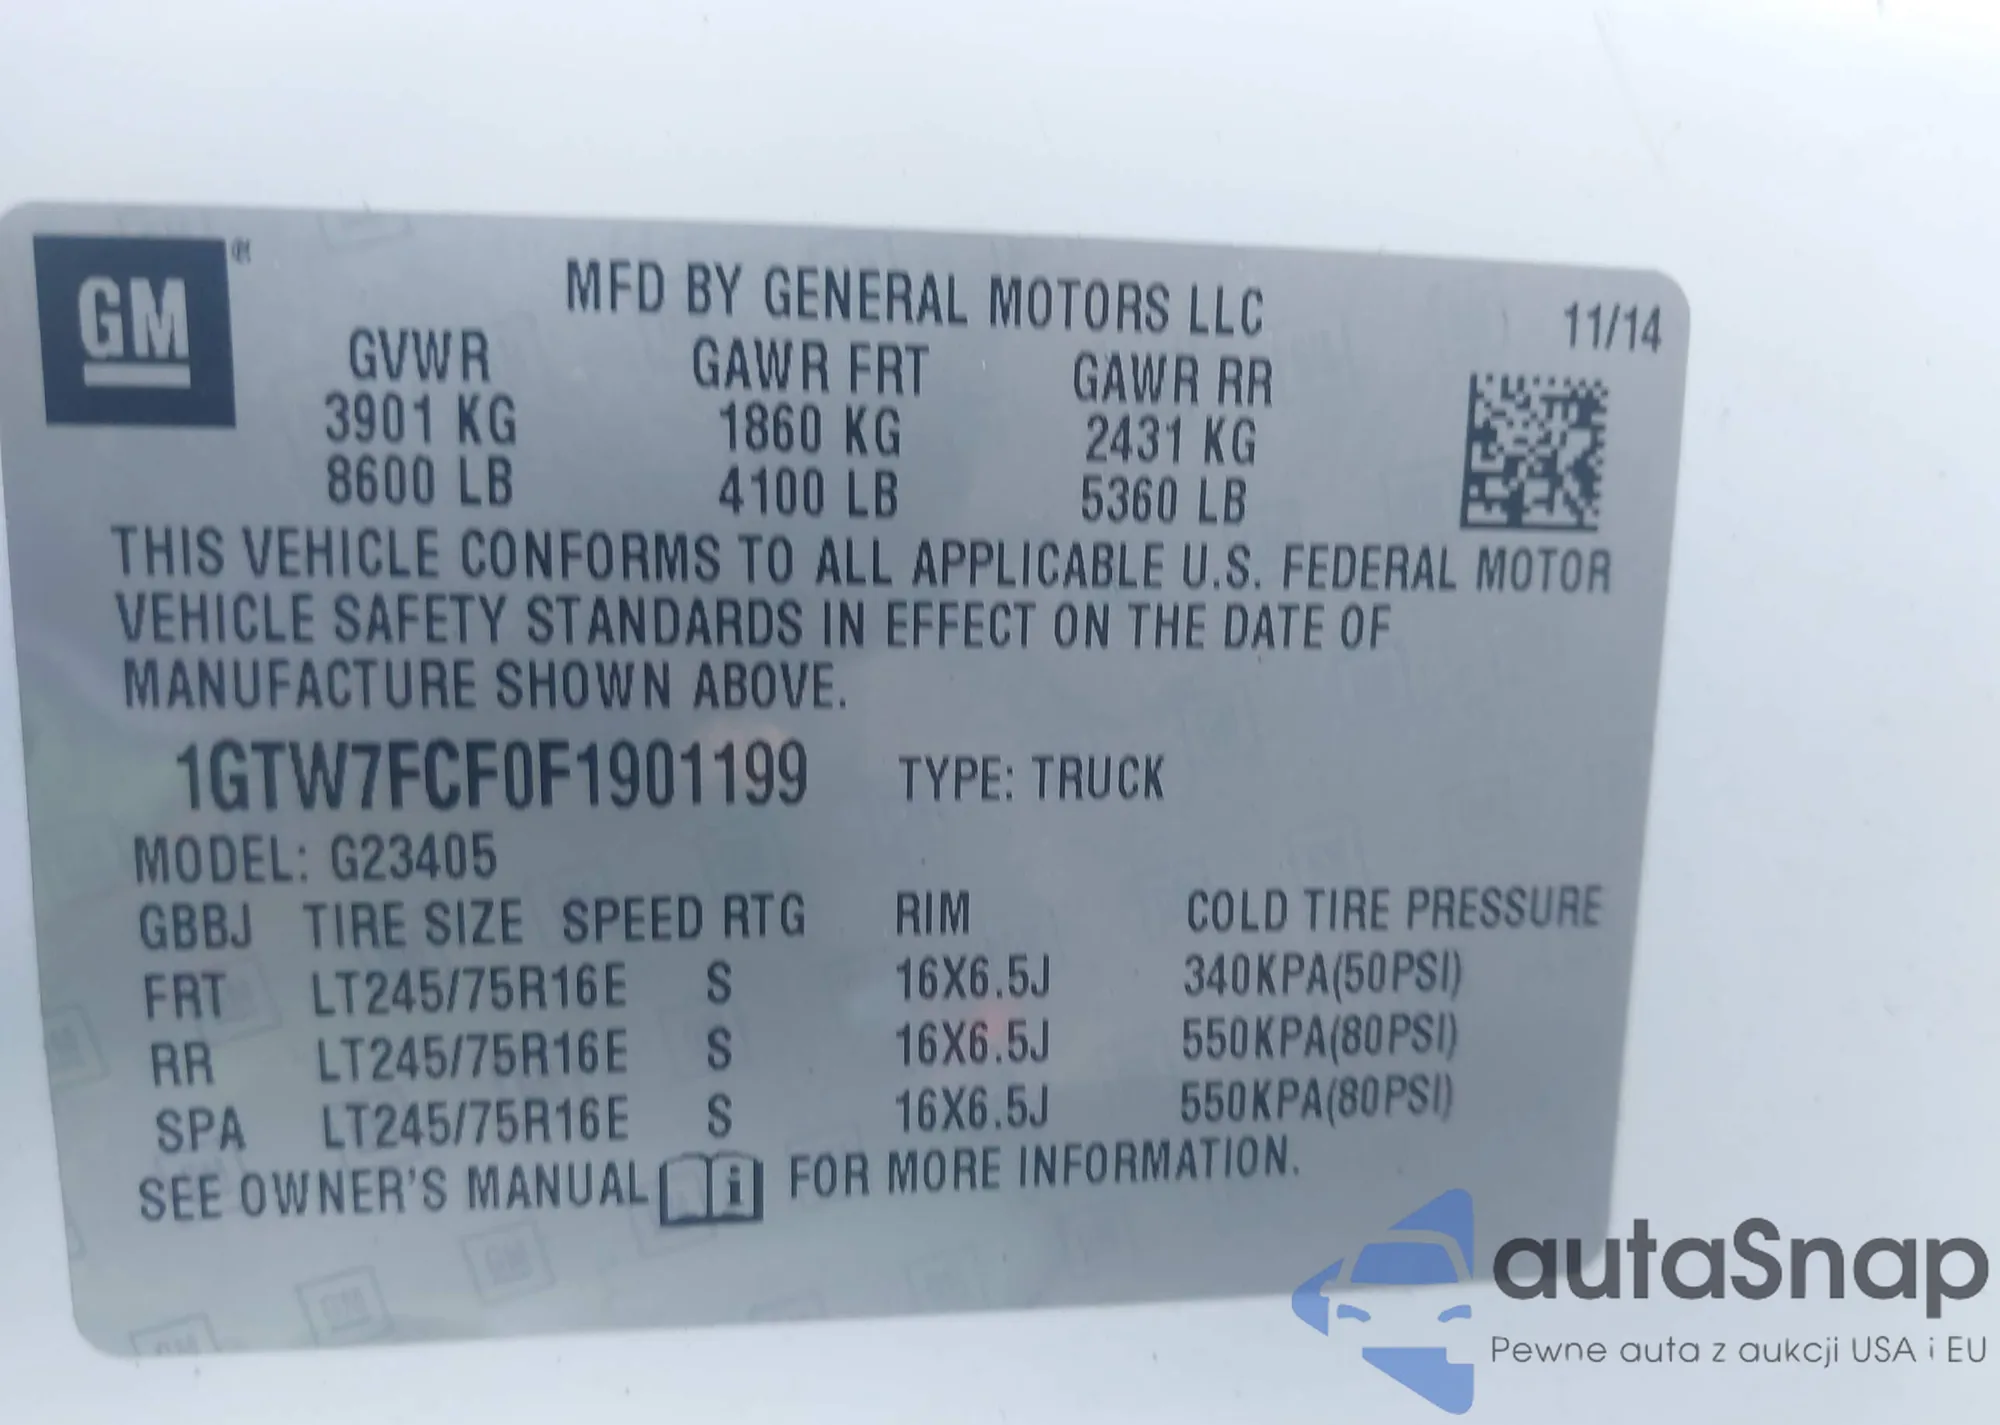 GM®
MFD BY GENERAL MOTORS LLC
11/14
GVWR GAWR FRT GAWR RR
3901 KG 1860 KG 2431 KG
8600 LB 4100 LB 5360 LB
THIS VEHICLE CONFORMS TO ALL APPLICABLE U.S. FEDERAL MOTOR
VEHICLE SAFETY STANDARDS IN EFFECT ON THE DATE OF
MANUFACTURE SHOWN ABOVE.
1GTW7FCF0F1901199 TYPE: TRUCK
MODEL: G23405
GBBJ TIRE SIZE SPEED RTG RIM COLD TIRE PRESSURE
FRT LT245/75R16E S 16X6.5J 340KPA(50PSI)
RR LT245/75R16E S 16X6.5J 550KPA(80PSI)
SPA LT245/75R16E S 16X6.5J 550KPA(80PSI)
SEE OWNER'S MANUAL i FOR MORE INFORMATION.
autaSnap
Pewne auta z aukcji USA i EU